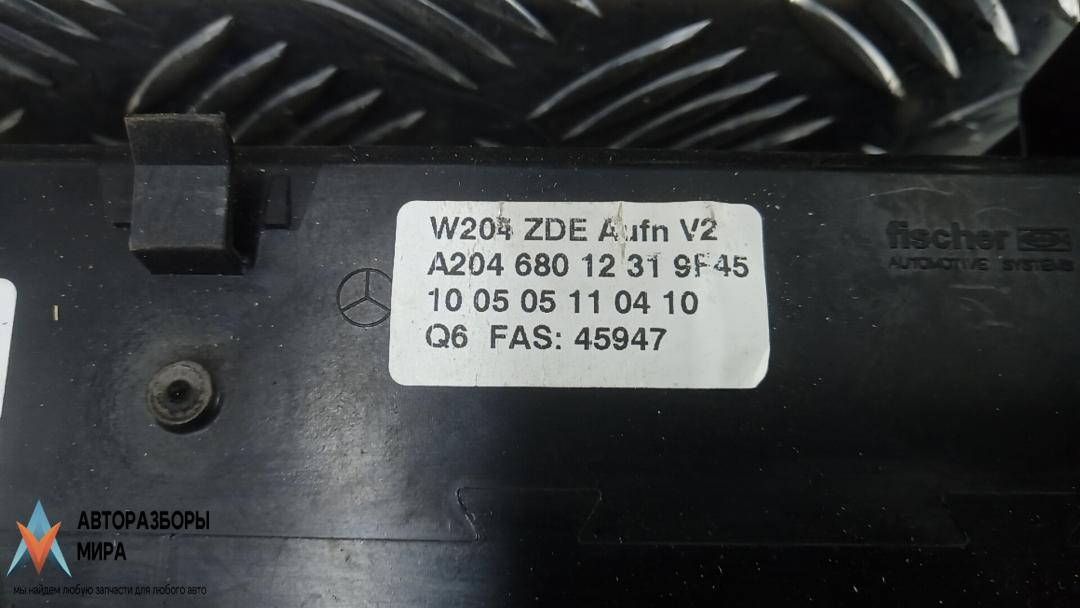 W204 ZDE Aufn V2
A204 680 12 31 9F45
10 05 05 11 04 10
Q6 FAS: 45947
fischer
AUTOMOTIVE SYSTEMS
АВТОРАЗБОРЫ
МИРА
мы найдем любую запчасти для любого авто